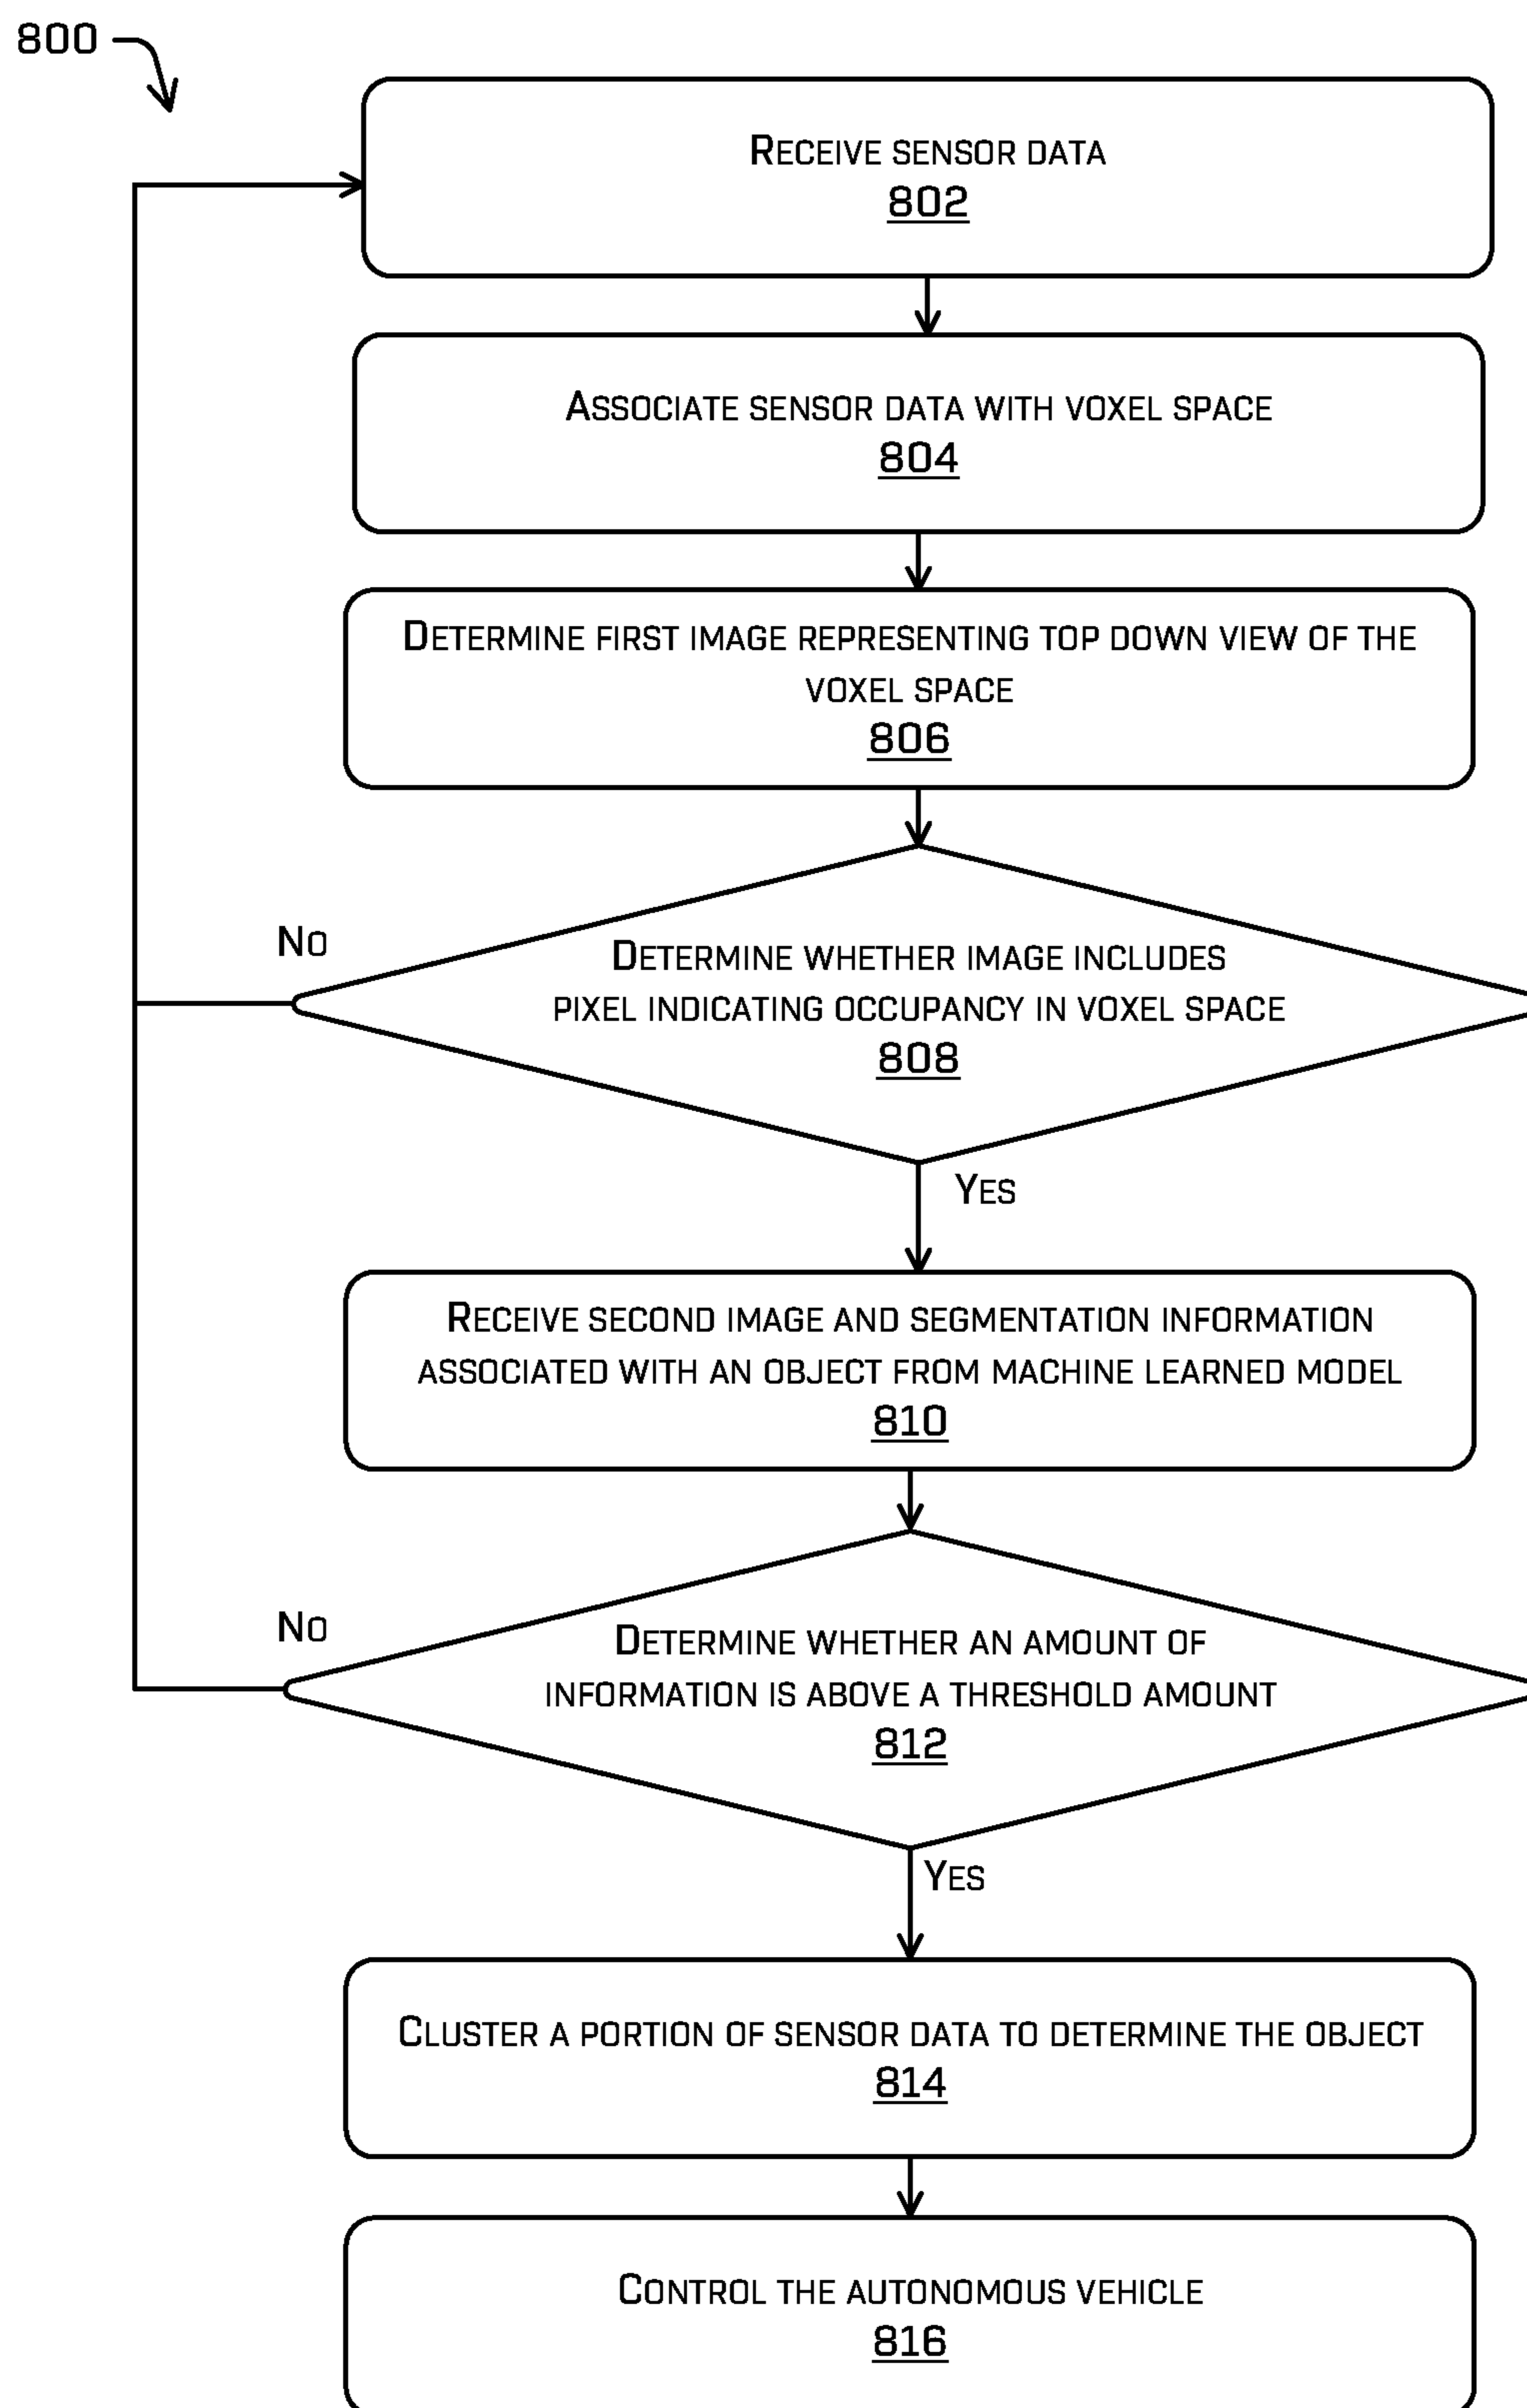 800
Receive sensor data
802
Associate sensor data with voxel space
804
Determine first image representing top down view of the
voxel space
806
No
Determine whether image includes
pixel indicating occupancy in voxel space
808
Yes
Receive second image and segmentation information
associated with an object from machine learned model
810
No
Determine whether an amount of
information is above a threshold amount
812
Yes
Cluster a portion of sensor data to determine the object
814
Control the autonomous vehicle
816